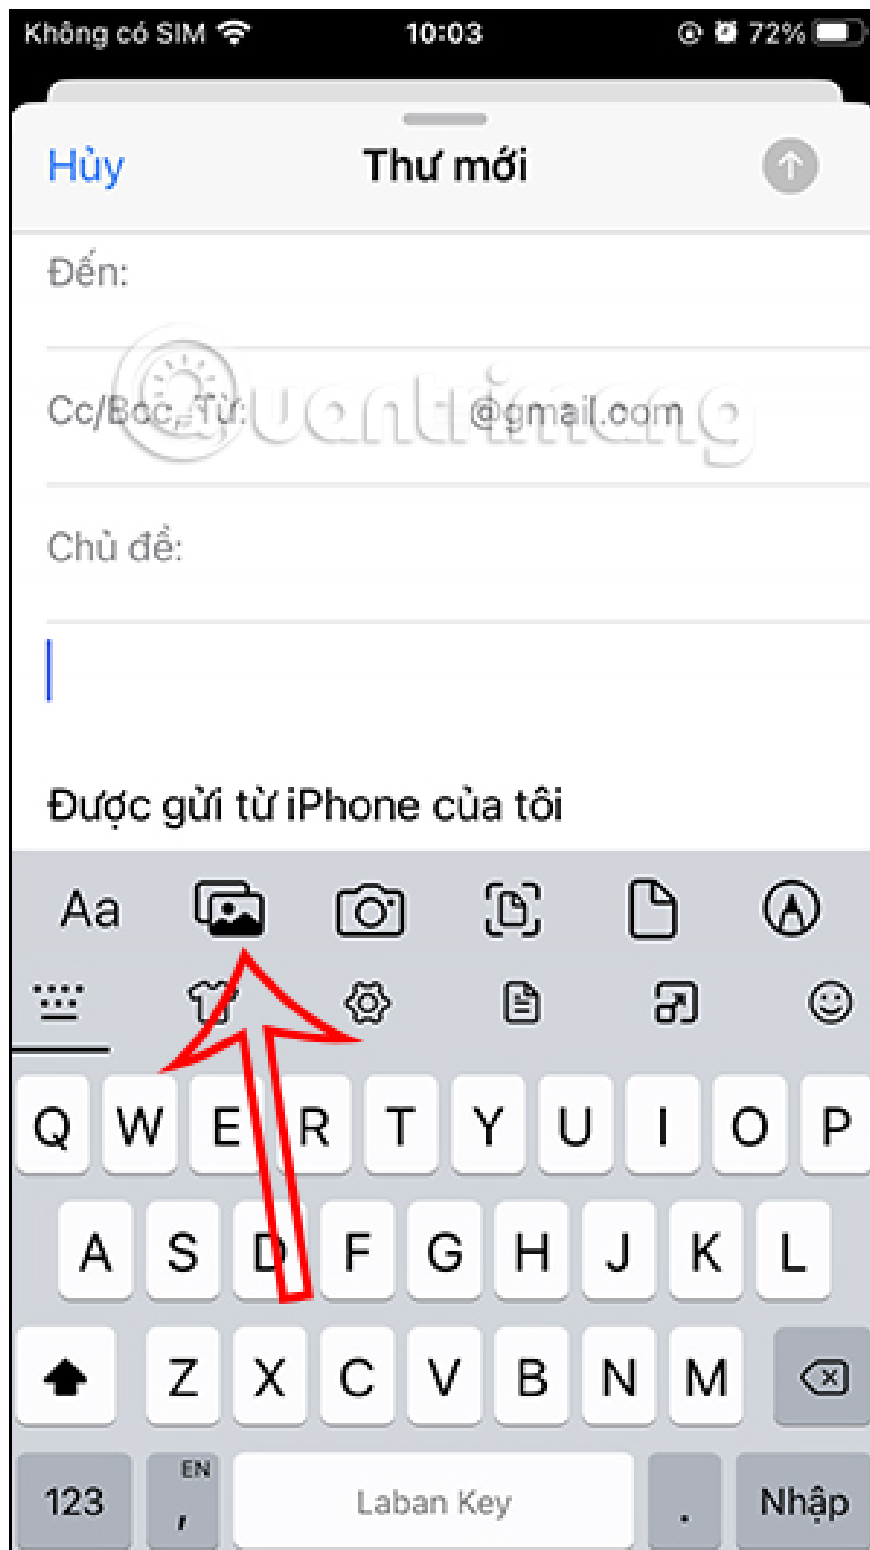 Không có SIM 10:03 72%
Hủy Thư mới
Đến:
Cc/Bcc, Từ: @gmail.com
Quantrimang
Chủ đề:
Được gửi từ iPhone của tôi
Aa
Q W E R T Y U I O P
A S D F G H J K L
Z X C V B N M
123 EN , Laban Key . Nhập